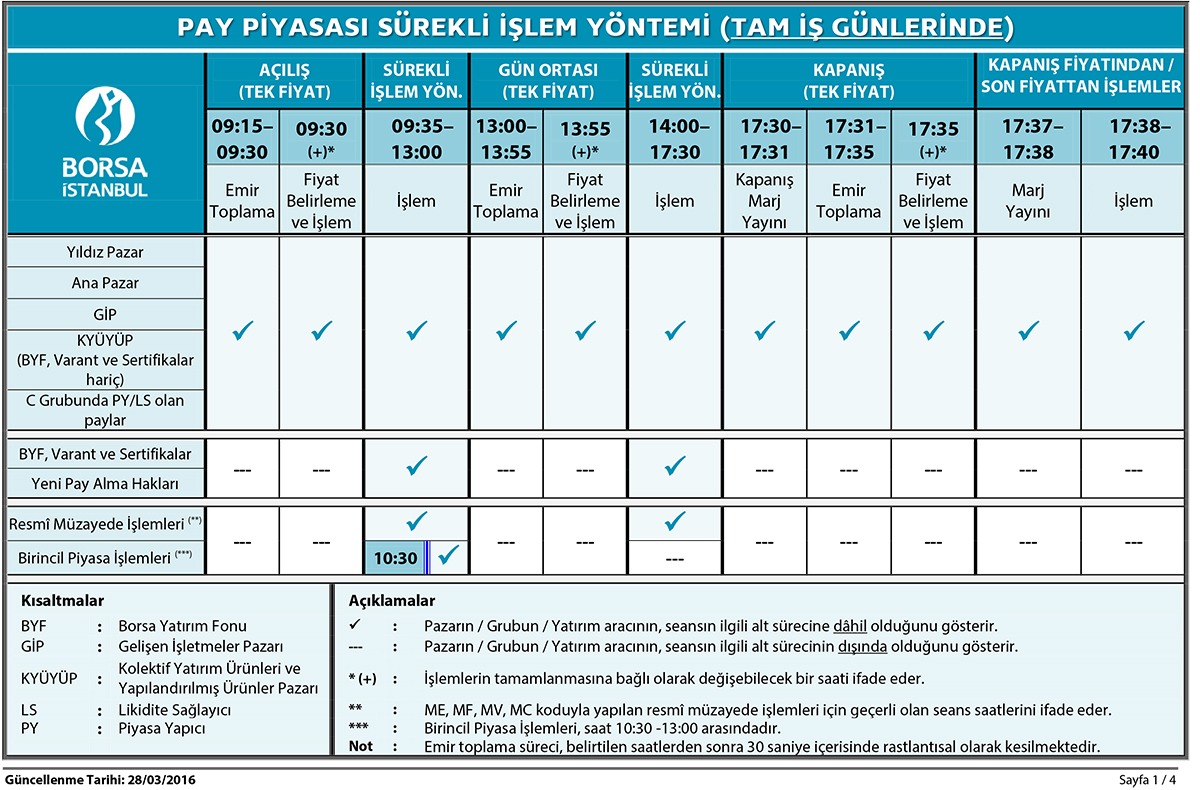 PAY PİYASASI SÜREKLİ İŞLEM YÖNTEMİ (TAM İŞ GÜNLERİNDE)
BORSA
İSTANBUL
AÇILIŞ
(TEK FİYAT)
SÜREKLİ
İŞLEM YÖN.
GÜN ORTASI
(TEK FİYAT)
SÜREKLİ
İŞLEM YÖN.
KAPANIŞ
(TEK FİYAT)
KAPANIŞ FİYATINDAN /
SON FİYATTAN İŞLEMLER
09:15–
09:30
09:30
(+)*
09:35–
13:00
13:00–
13:55
13:55
(+)*
14:00–
17:30
17:30–
17:31
17:31–
17:35
17:35
(+)*
17:37–
17:38
17:38–
17:40
Emir
Toplama
Fiyat
Belirleme
ve İşlem
İşlem
Emir
Toplama
Fiyat
Belirleme
ve İşlem
İşlem
Kapanış
Marj
Yayını
Emir
Toplama
Fiyat
Belirleme
ve İşlem
Marj
Yayını
İşlem
Yıldız Pazar
Ana Pazar
GİP
KYÜYÜP
(BYF, Varant ve Sertifikalar
hariç)
C Grubunda PY/LS olan
paylar
✓ ✓ ✓ ✓ ✓ ✓ ✓ ✓ ✓ ✓ ✓
BYF, Varant ve Sertifikalar
Yeni Pay Alma Hakları
--- --- ✓ --- --- ✓ --- --- --- --- ---
Resmî Müzayede İşlemleri (**)
Birincil Piyasa İşlemleri (***)
--- --- ✓ --- --- ✓ --- --- --- --- ---
10:30 ✓ ---
Kısaltmalar
BYF : Borsa Yatırım Fonu
GİP : Gelişen İşletmeler Pazarı
KYÜYÜP : Kolektif Yatırım Ürünleri ve
Yapılandırılmış Ürünler Pazarı
LS : Likidite Sağlayıcı
PY : Piyasa Yapıcı
Açıklamalar
✓ : Pazarın / Grubun / Yatırım aracının, seansın ilgili alt sürecine dâhil olduğunu gösterir.
--- : Pazarın / Grubun / Yatırım aracının, seansın ilgili alt sürecinin dışında olduğunu gösterir.
* (+) : İşlemlerin tamamlanmasına bağlı olarak değişebilecek bir saati ifade eder.
** : ME, MF, MV, MC koduyla yapılan resmî müzayede işlemleri için geçerli olan seans saatlerini ifade eder.
*** : Birincil Piyasa İşlemleri, saat 10:30 -13:00 arasındadır.
Not : Emir toplama süreci, belirtilen saatlerden sonra 30 saniye içerisinde rastlantısal olarak kesilmektedir.
Güncellenme Tarihi: 28/03/2016
Sayfa 1 / 4